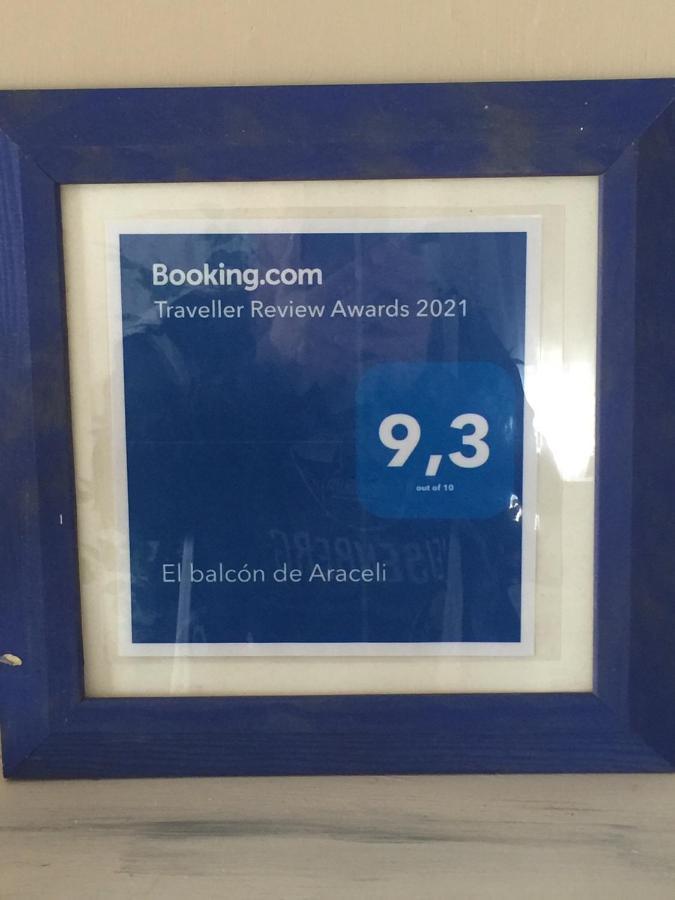 Booking.com
Traveller Review Awards 2021
9,3
out of 10
El balcón de Araceli